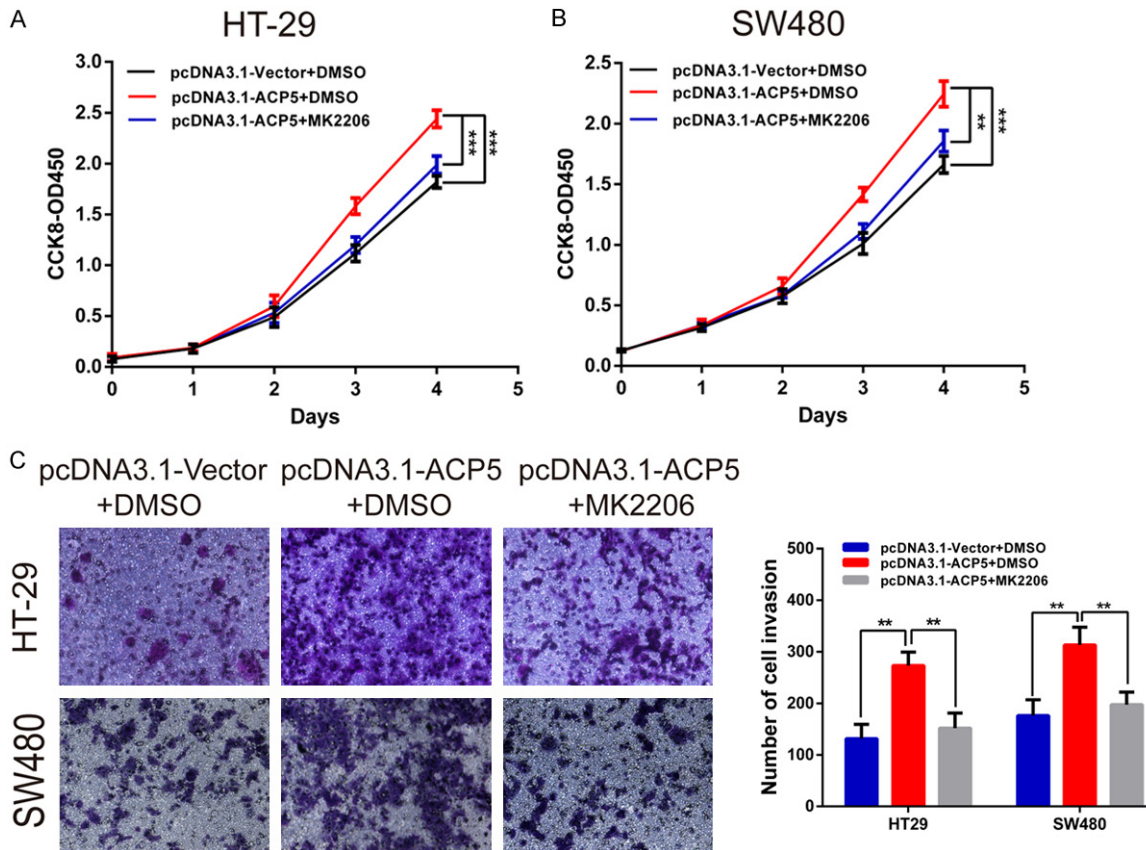 A
HT-29
3.0
2.5
2.0
1.5
1.0
0.5
0.0
CCK8-OD450
pcDNA3.1-Vector+DMSO
pcDNA3.1-ACP5+DMSO
pcDNA3.1-ACP5+MK2206
***
***
0 1 2 3 4 5
Days
B
SW480
2.5
2.0
1.5
1.0
0.5
0.0
CCK8-OD450
pcDNA3.1-Vector+DMSO
pcDNA3.1-ACP5+DMSO
pcDNA3.1-ACP5+MK2206
**
***
0 1 2 3 4 5
Days
C
pcDNA3.1-Vector
+DMSO
pcDNA3.1-ACP5
+DMSO
pcDNA3.1-ACP5
+MK2206
HT-29
SW480
500
400
300
200
100
0
Number of cell invasion
pcDNA3.1-Vector+DMSO
pcDNA3.1-ACP5+DMSO
pcDNA3.1-ACP5+MK2206
** **
** **
HT29 SW480